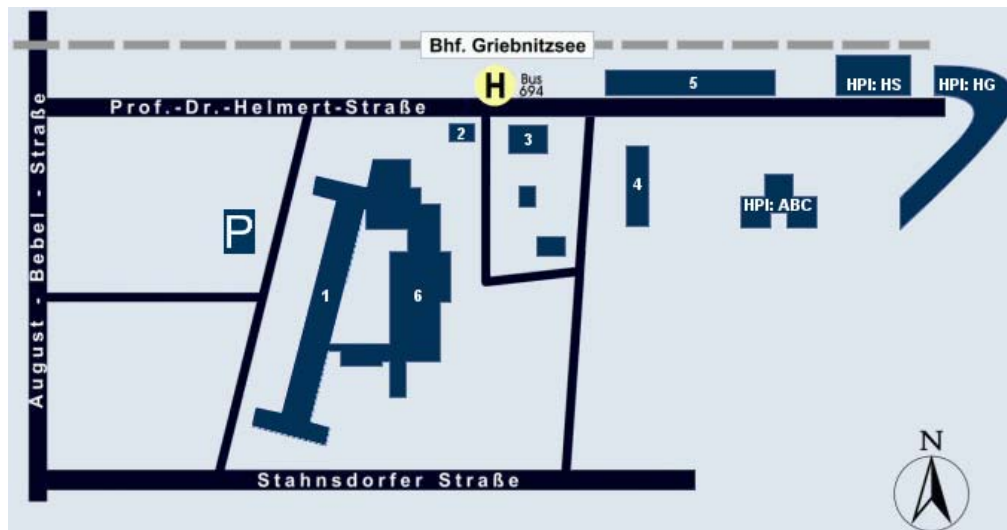 Bhf. Griebnitzsee
H
Bus
694
5
HPI: HS
HPI: HG
Prof.-Dr.-Helmert-Straße
2
3
4
HPI: ABC
P
1
6
August - Bebel - Straße
Stahnsdorfer Straße
N